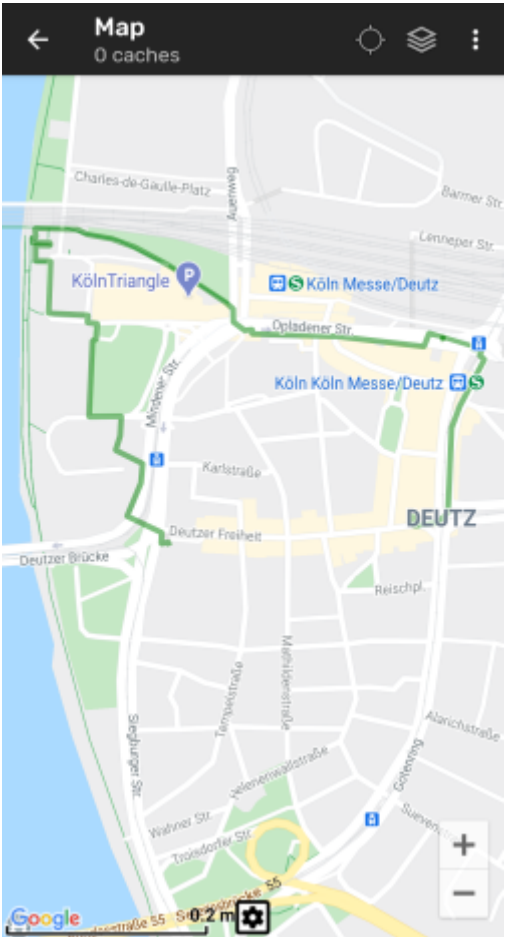 Map
0 caches
Charles-de-Gaulle-Platz
Auenweg
Barmer Str.
Lenneper Str.
KölnTriangle
P
S Köln Messe/Deutz
Opladener Str.
Köln Köln Messe/Deutz S
Mindener Str.
Karlstraße
DEUTZ
Deutzer Freiheit
Deutzer Brücke
Reischpl.
Mathildenstraße
Tempelstraße
Siegburger Str.
Alarichstraße
Gotenring
Helenenwallstraße
Wahner Str.
Troisdorfer Str.
+
−
Google
0.2 m